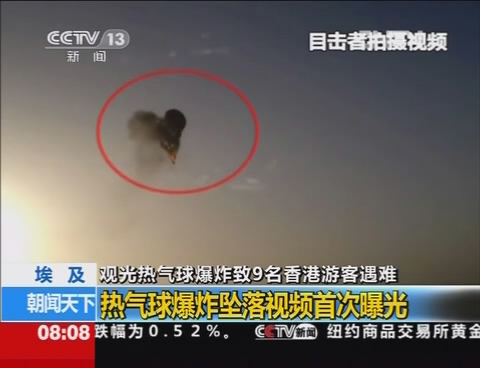 CCTV 13
新闻
目击者拍摄视频
埃及
观光热气球爆炸致9名香港游客遇难
朝闻天下
热气球爆炸坠落视频首次曝光
08:08
跌幅为0.52%。
CCTV新闻
纽约商品交易所黄金